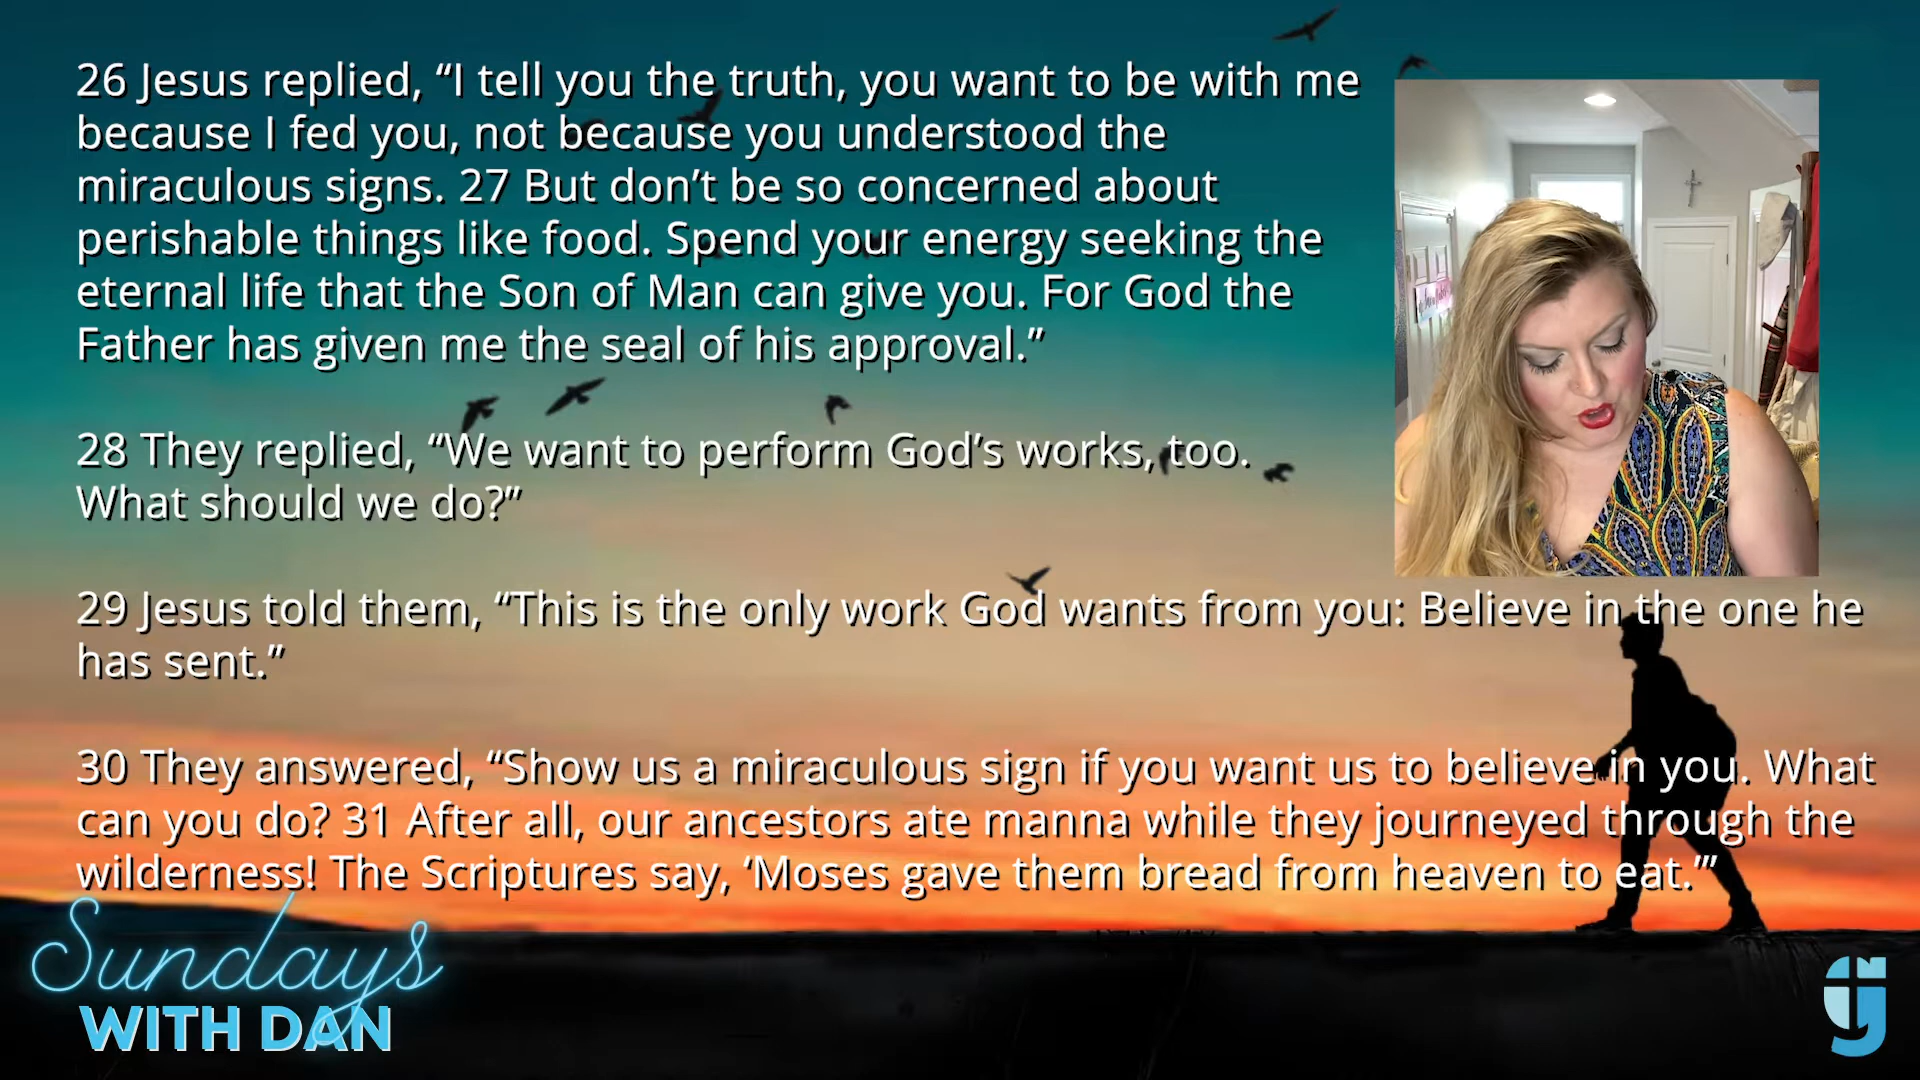 26 Jesus replied, “I tell you the truth, you want to be with me
because I fed you, not because you understood the
miraculous signs. 27 But don’t be so concerned about
perishable things like food. Spend your energy seeking the
eternal life that the Son of Man can give you. For God the
Father has given me the seal of his approval.”
28 They replied, “We want to perform God’s works, too.
What should we do?”
29 Jesus told them, “This is the only work God wants from you: Believe in the one he
has sent.”
30 They answered, “Show us a miraculous sign if you want us to believe in you. What
can you do? 31 After all, our ancestors ate manna while they journeyed through the
wilderness! The Scriptures say, ‘Moses gave them bread from heaven to eat.’”
Sundays
WITH DAN